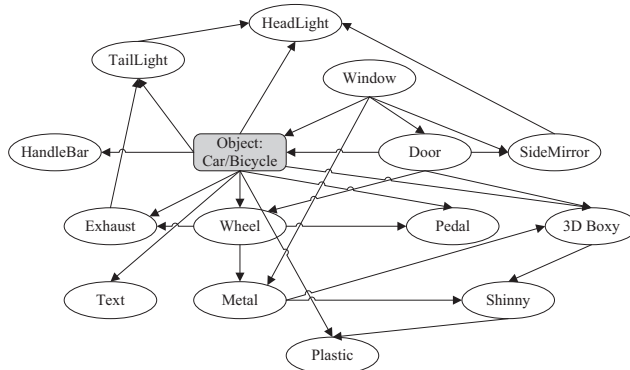 HeadLight
TailLight
Window
Object:
Car/Bicycle
HandleBar
Door
SideMirror
Exhaust
Wheel
Pedal
3D Boxy
Text
Metal
Shinny
Plastic